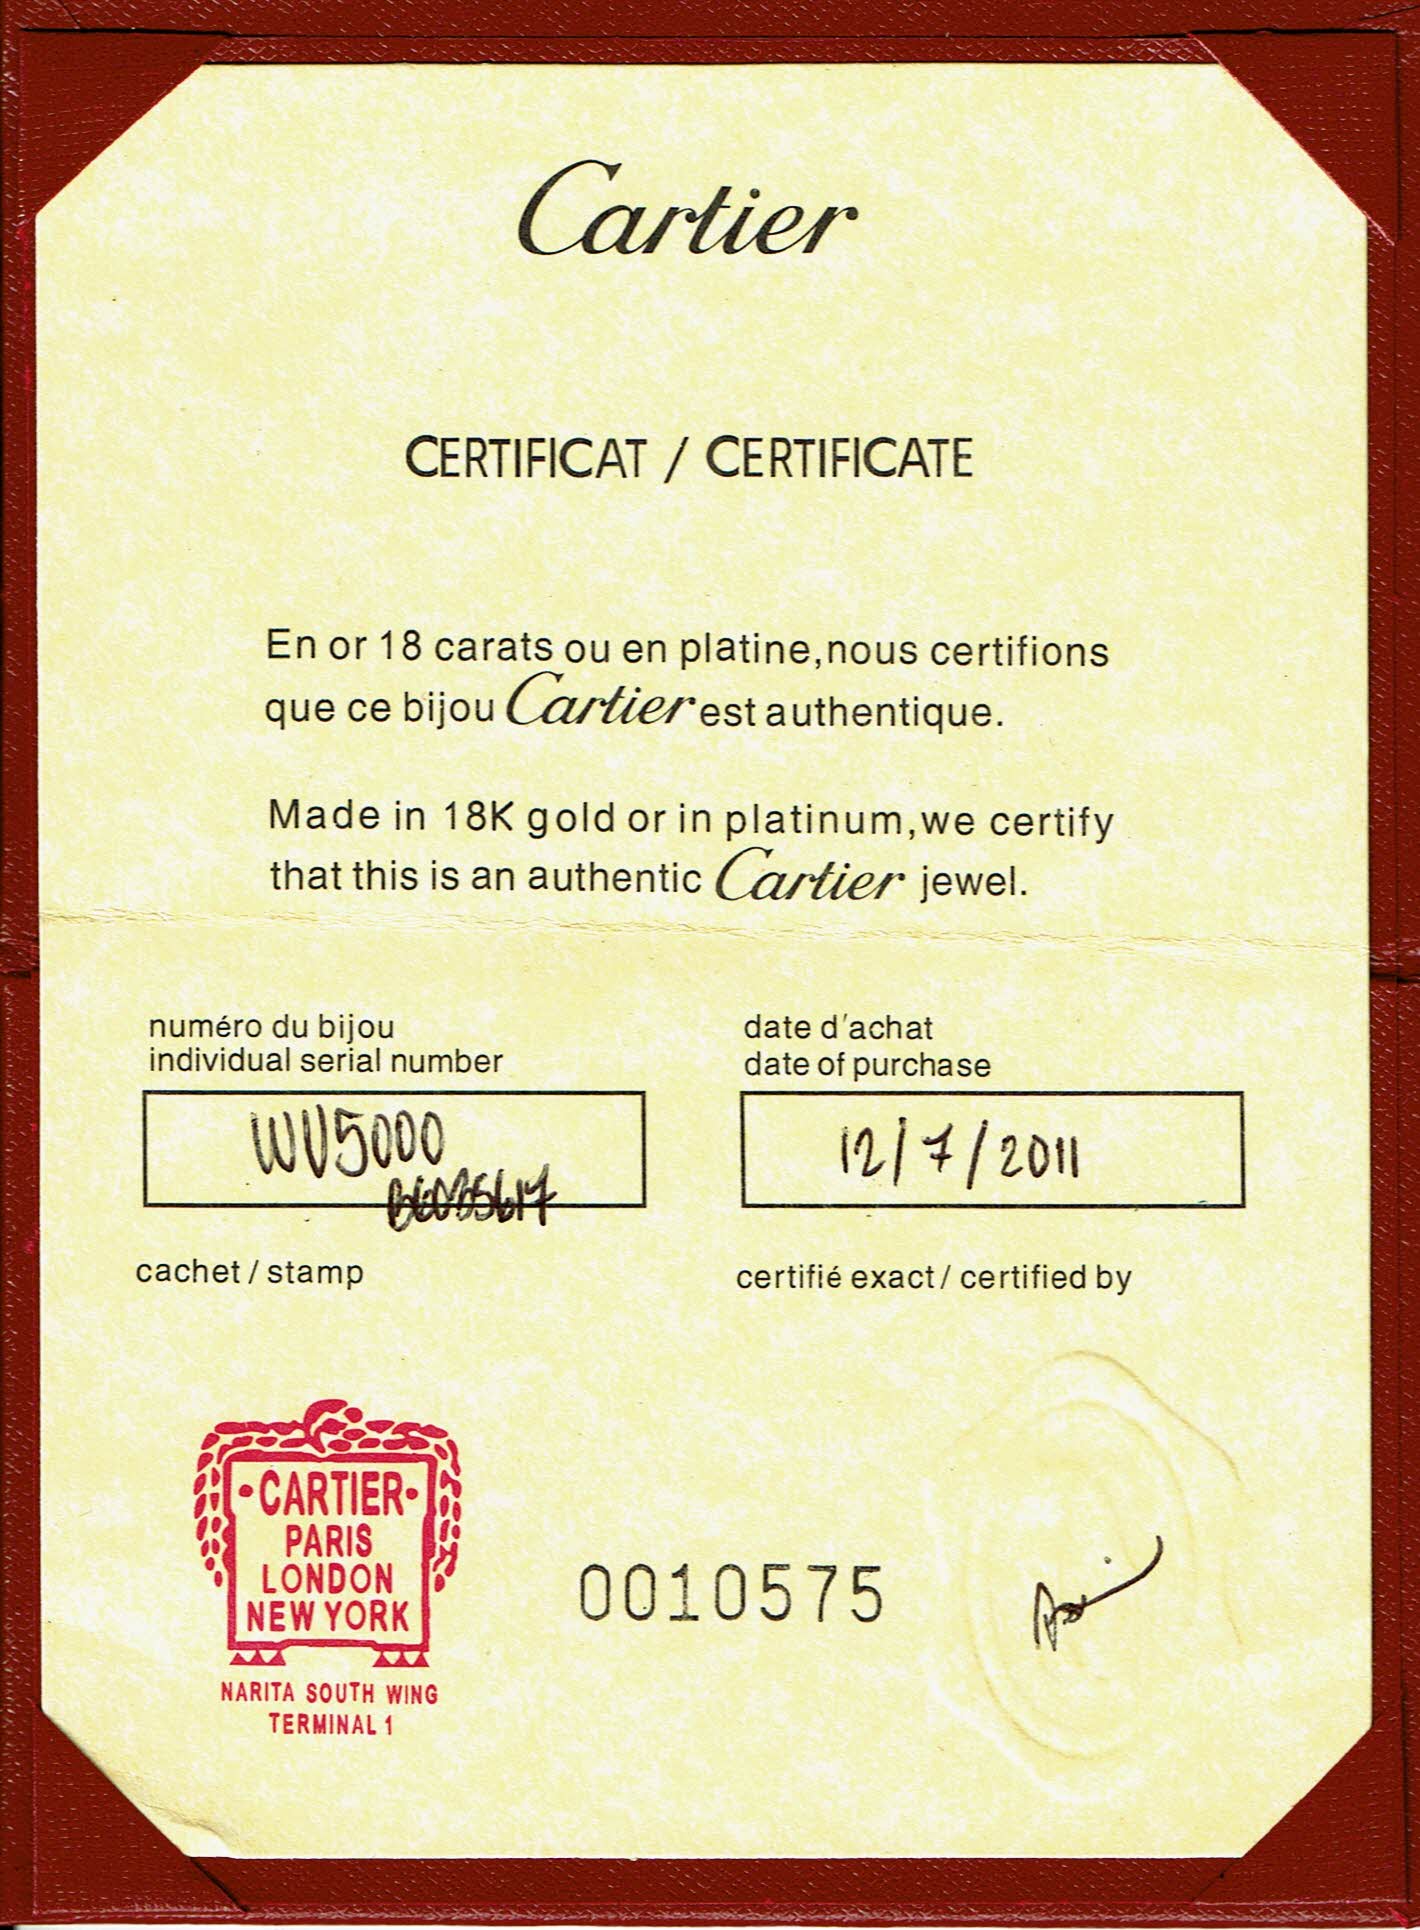 Cartier
CERTIFICAT / CERTIFICATE
En or 18 carats ou en platine, nous certifions
que ce bijou Cartier est authentique.
Made in 18K gold or in platinum, we certify
that this is an authentic Cartier jewel.
numéro du bijou
individual serial number
WV5000
date d'achat
date of purchase
12/7/2011
cachet / stamp
certifié exact / certified by
·CARTIER·
PARIS
LONDON
NEW YORK
NARITA SOUTH WING
TERMINAL 1
0010575